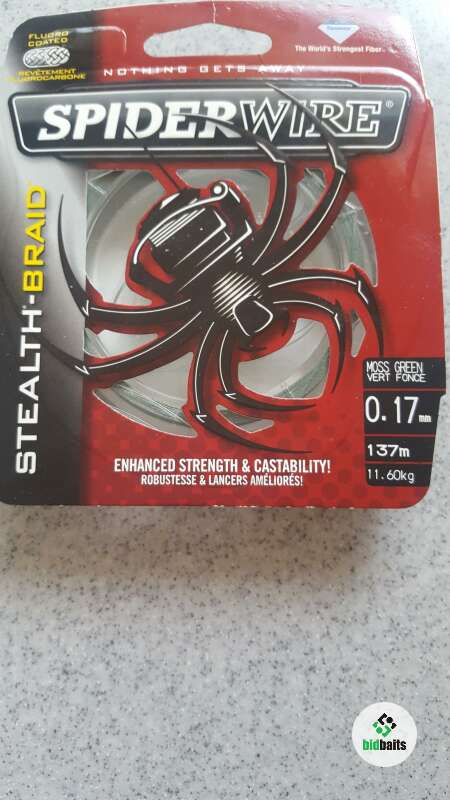 FLUORO
COATED
REVÊTEMENT
FLUOROCARBONE
The World's Strongest Fiber™
NOTHING GETS AWAY
SPIDERWIRE®
STEALTH®-BRAID
MOSS GREEN
VERT FONCE
0.17mm
137m
11.60kg
ENHANCED STRENGTH & CASTABILITY!
ROBUSTESSE & LANCERS AMÉLIORÉS!
bidbaits